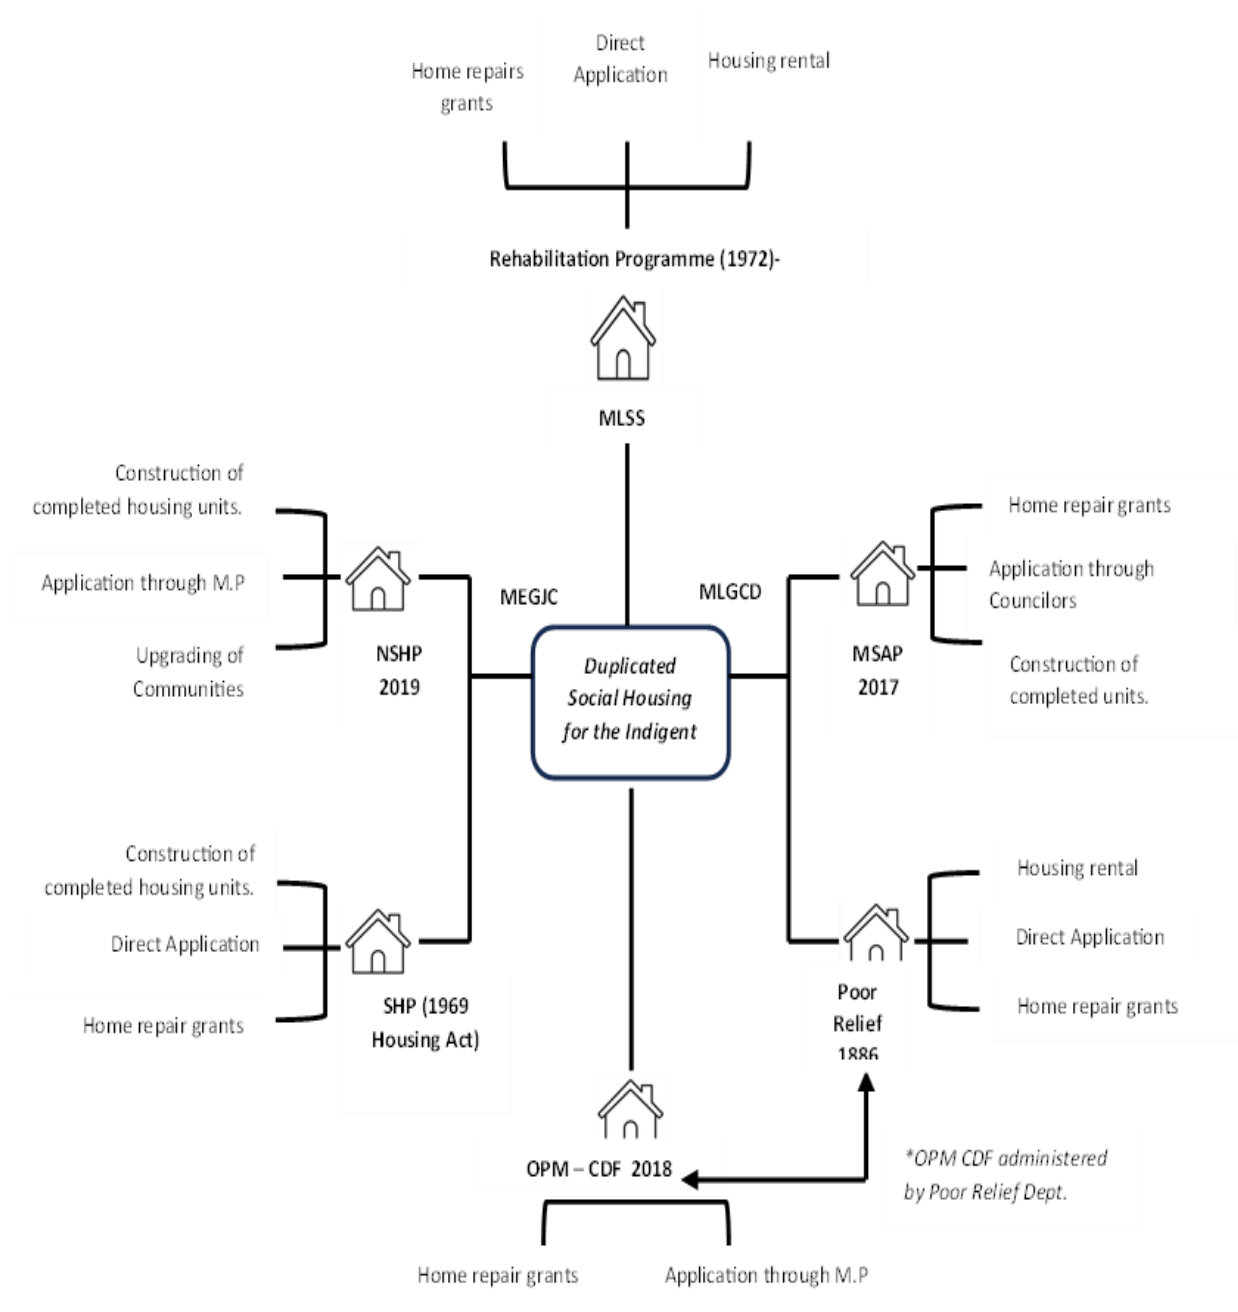 Direct
Application
Home repairs
grants
Housing rental
Rehabilitation Programme (1972)-
MLSS
Construction of
completed housing units.
Application through M.P
Upgrading of
Communities
NSHP
2019
MEGJC
MLGCD
Duplicated
Social Housing
for the Indigent
MSAP
2017
Home repair grants
Application through
Councilors
Construction of
completed units.
Construction of
completed housing units.
Direct Application
Home repair grants
SHP (1969
Housing Act)
Poor
Relief
1886
Housing rental
Direct Application
Home repair grants
OPM – CDF 2018
*OPM CDF administered
by Poor Relief Dept.
Home repair grants
Application through M.P